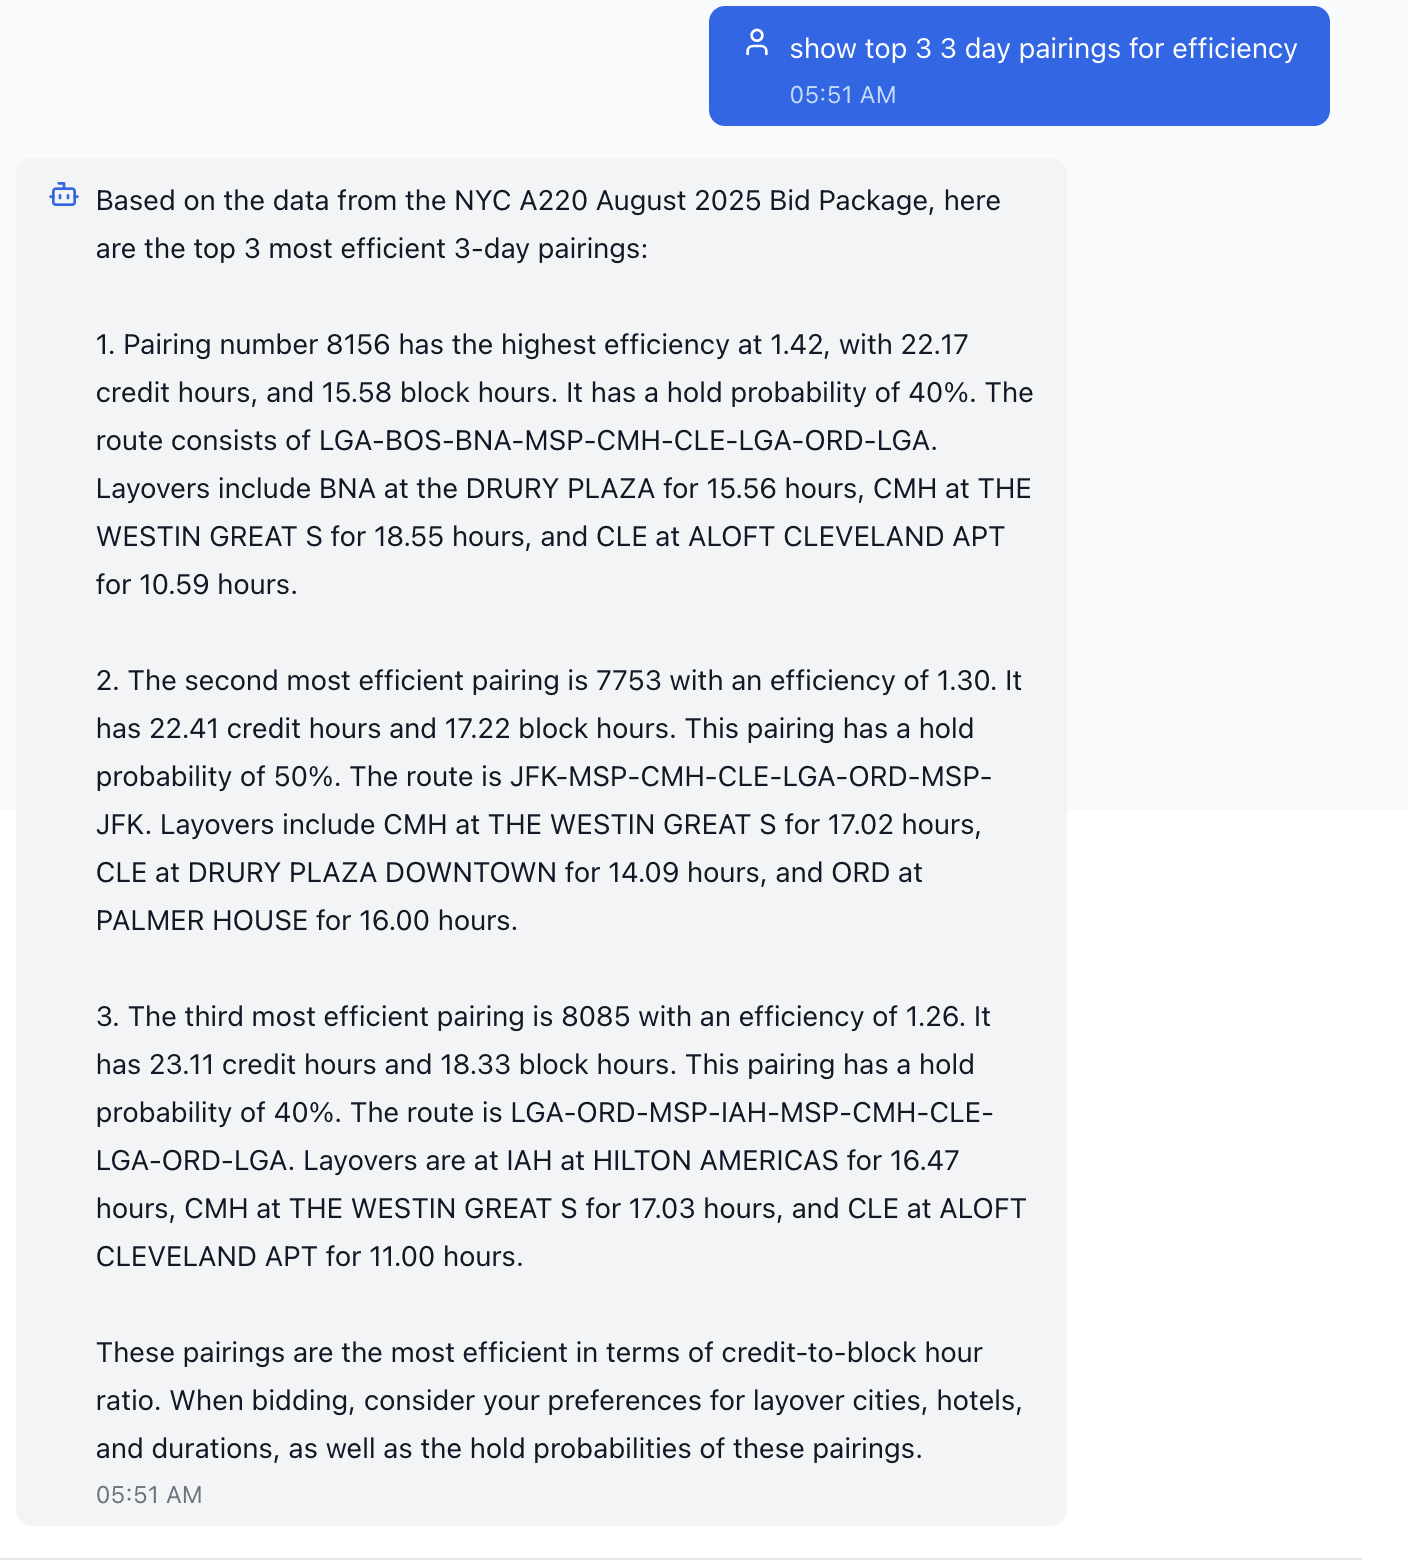 show top 3 3 day pairings for efficiency
05:51 AM
Based on the data from the NYC A220 August 2025 Bid Package, here
are the top 3 most efficient 3-day pairings:
1. Pairing number 8156 has the highest efficiency at 1.42, with 22.17
credit hours, and 15.58 block hours. It has a hold probability of 40%. The
route consists of LGA-BOS-BNA-MSP-CMH-CLE-LGA-ORD-LGA.
Layovers include BNA at the DRURY PLAZA for 15.56 hours, CMH at THE
WESTIN GREAT S for 18.55 hours, and CLE at ALOFT CLEVELAND APT
for 10.59 hours.
2. The second most efficient pairing is 7753 with an efficiency of 1.30. It
has 22.41 credit hours and 17.22 block hours. This pairing has a hold
probability of 50%. The route is JFK-MSP-CMH-CLE-LGA-ORD-MSP-
JFK. Layovers include CMH at THE WESTIN GREAT S for 17.02 hours,
CLE at DRURY PLAZA DOWNTOWN for 14.09 hours, and ORD at
PALMER HOUSE for 16.00 hours.
3. The third most efficient pairing is 8085 with an efficiency of 1.26. It
has 23.11 credit hours and 18.33 block hours. This pairing has a hold
probability of 40%. The route is LGA-ORD-MSP-IAH-MSP-CMH-CLE-
LGA-ORD-LGA. Layovers are at IAH at HILTON AMERICAS for 16.47
hours, CMH at THE WESTIN GREAT S for 17.03 hours, and CLE at ALOFT
CLEVELAND APT for 11.00 hours.
These pairings are the most efficient in terms of credit-to-block hour
ratio. When bidding, consider your preferences for layover cities, hotels,
and durations, as well as the hold probabilities of these pairings.
05:51 AM